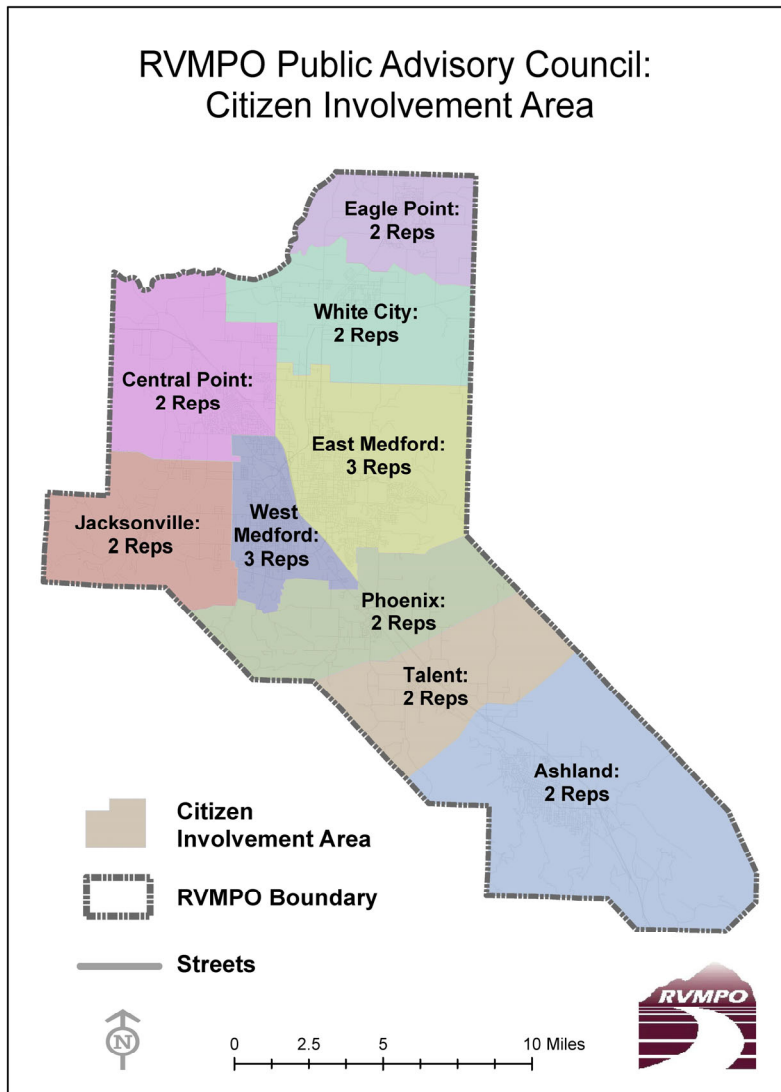 RVMPO Public Advisory Council:
Citizen Involvement Area
Eagle Point:
2 Reps
White City:
2 Reps
Central Point:
2 Reps
East Medford:
3 Reps
West
Medford:
3 Reps
Jacksonville:
2 Reps
Phoenix:
2 Reps
Talent:
2 Reps
Ashland:
2 Reps
Citizen
Involvement Area
RVMPO Boundary
Streets
N
0 2.5 5 10 Miles
RVMPO